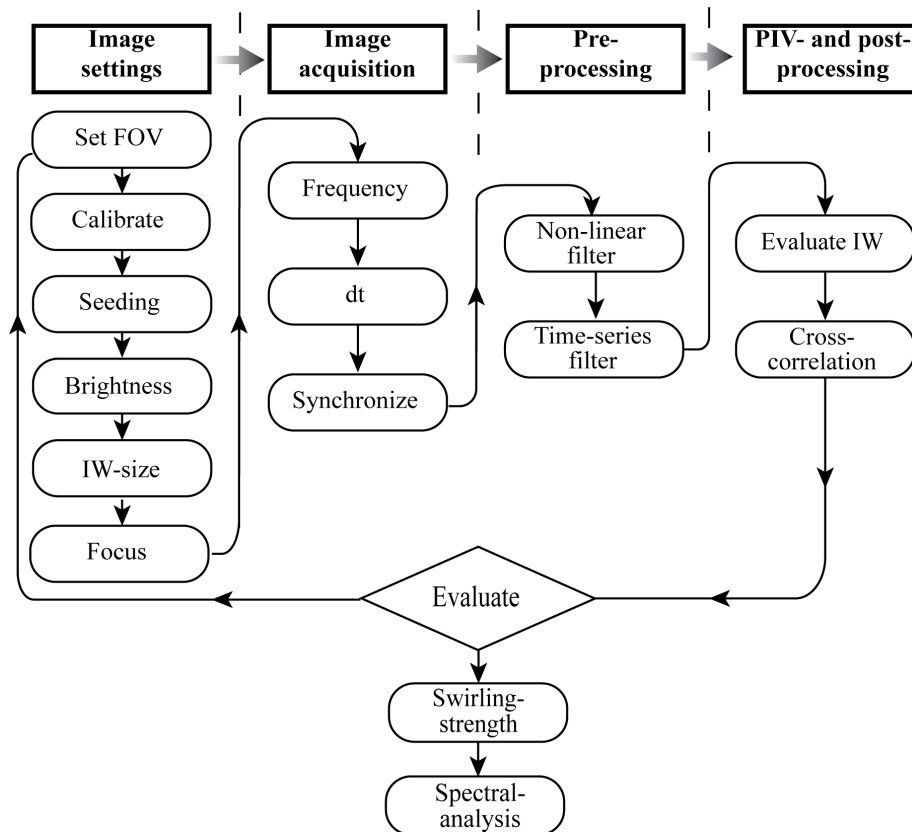 Image
settings
Image
acquisition
Pre-
processing
PIV- and post-
processing
Set FOV
Calibrate
Seeding
Brightness
IW-size
Focus
Frequency
dt
Synchronize
Non-linear
filter
Time-series
filter
Evaluate IW
Cross-
correlation
Evaluate
Swirling-
strength
Spectral-
analysis